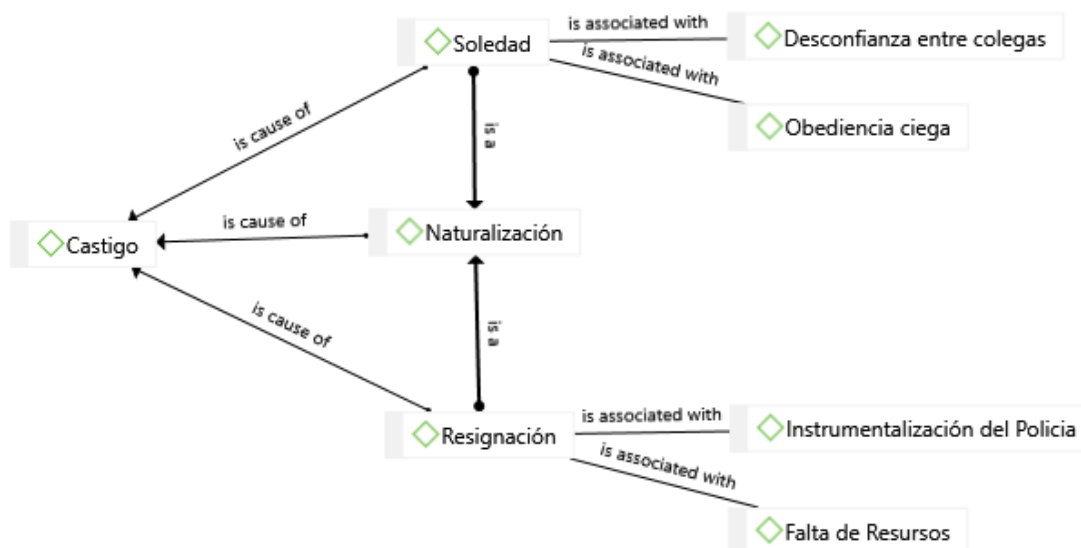 is associated with
Soledad
Desconfianza entre colegas
is associated with
Obediencia ciega
is cause of
is a
is cause of
Naturalización
Castigo
is cause of
is a
is associated with
Instrumentalización del Policia
Resignación
is associated with
Falta de Resursos